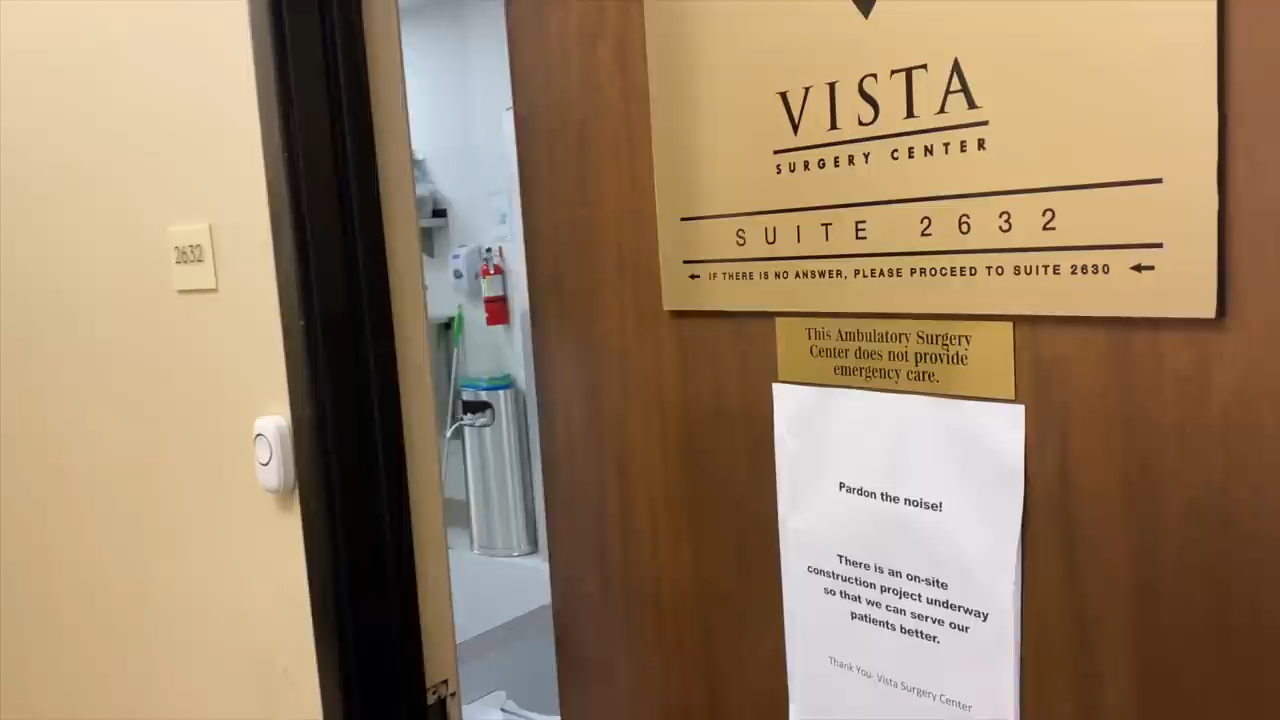 2632
VISTA
SURGERY CENTER
SUITE 2632
IF THERE IS NO ANSWER, PLEASE PROCEED TO SUITE 2630
This Ambulatory Surgery
Center does not provide
emergency care.
Pardon the noise!
There is an on-site
construction project underway
so that we can serve our
patients better.
Thank You- Vista Surgery Center